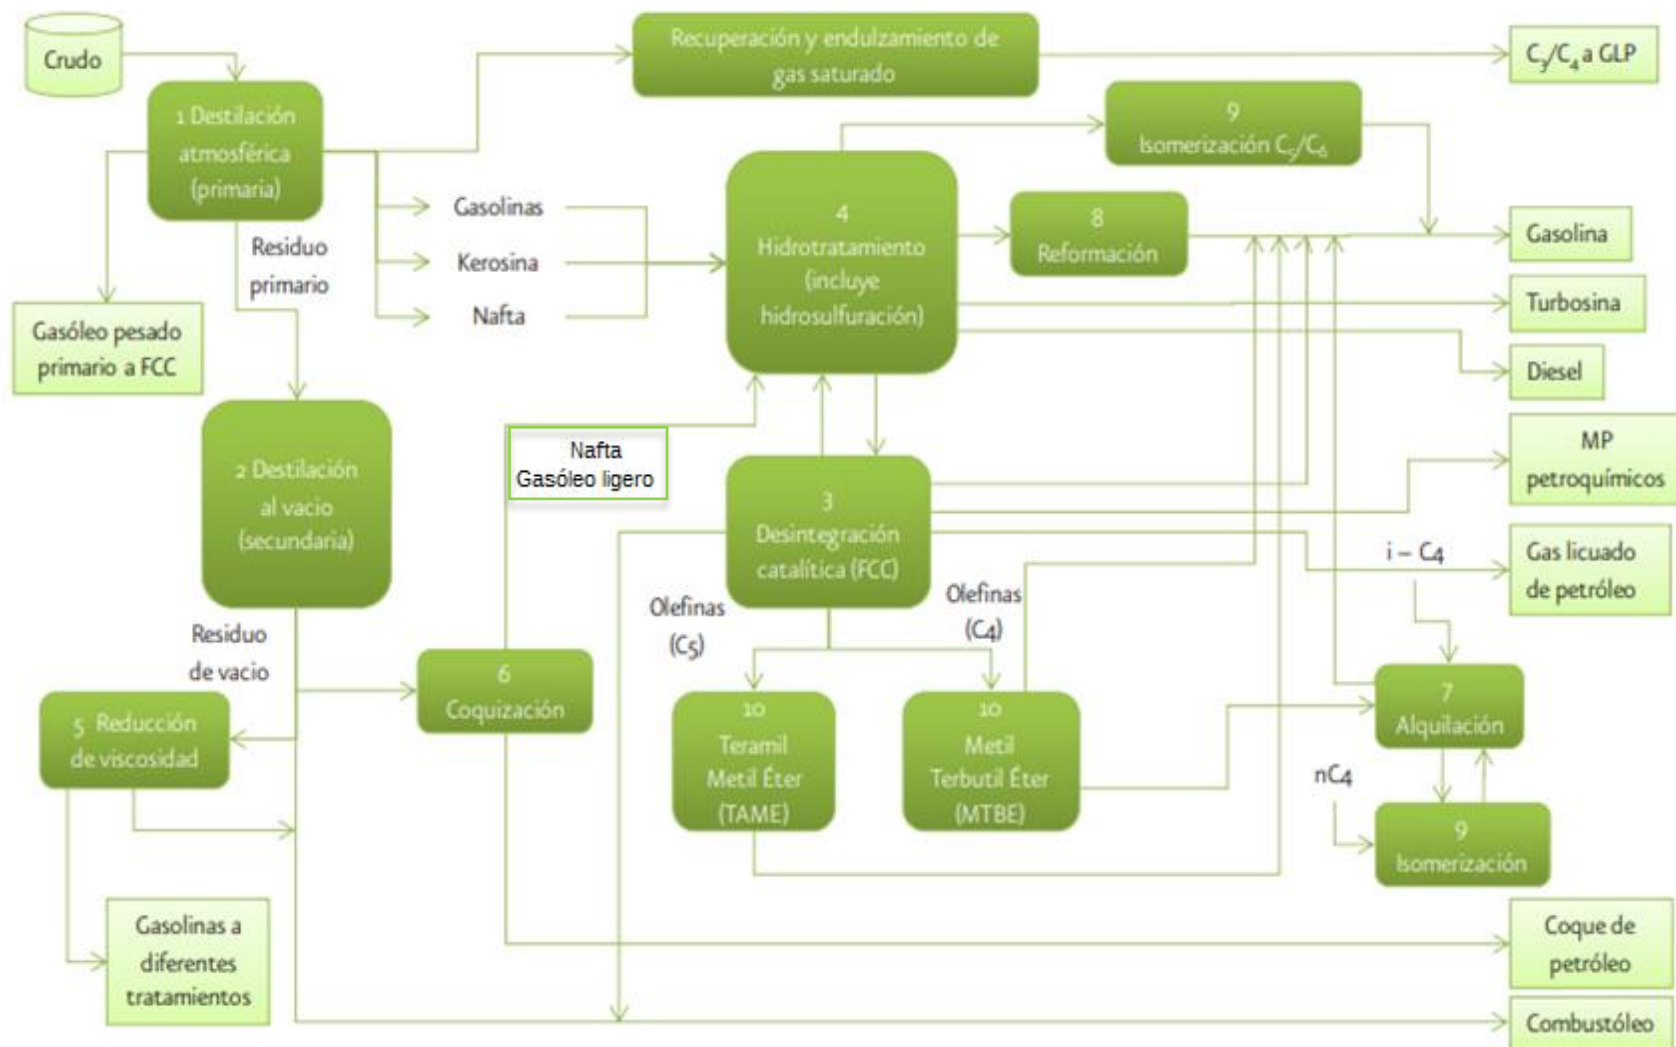 Crudo
Recuperación y endulzamiento de
gas saturado
C3/C4 a GLP
1 Destilación
atmosférica
(primaria)
9
Isomerización C5/C6
Gasolinas
Kerosina
Nafta
4
Hidrotratamiento
(incluye
hidrosulfuración)
8
Reformación
Gasolina
Turbosina
Diesel
Residuo
primario
Gasóleo pesado
primario a FCC
2 Destilación
al vacio
(secundaria)
Nafta
Gasóleo ligero
3
Desintegración
catalítica (FCC)
MP
petroquímicos
i – C4
Gas licuado
de petróleo
Olefinas
(C5)
Olefinas
(C4)
Residuo
de vacio
6
Coquización
5 Reducción
de viscosidad
10
Teramil
Metil Éter
(TAME)
10
Metil
Terbutil Éter
(MTBE)
7
Alquilación
nC4
9
Isomerización
Gasolinas a
diferentes
tratamientos
Coque de
petróleo
Combustóleo